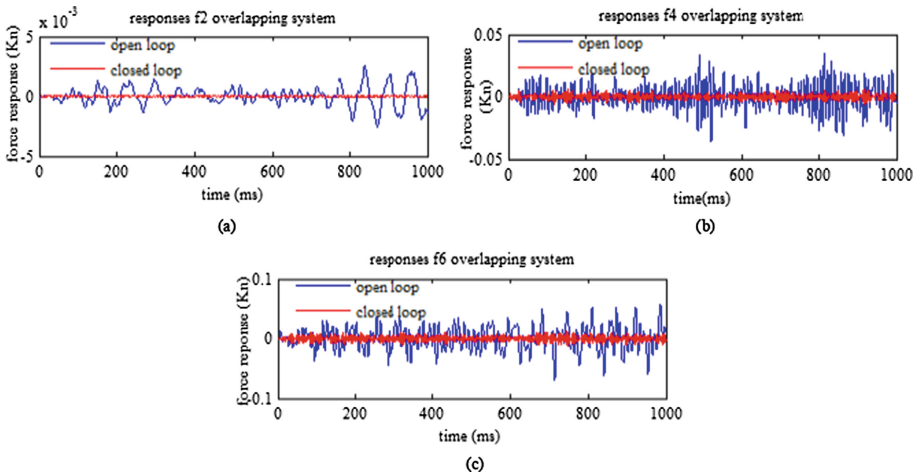 responses f2 overlapping system
x 10⁻³
5
0
-5
force response (Kn)
open loop
closed loop
0 200 400 600 800 1000
time (ms)
(a)
responses f4 overlapping system
0.05
0
-0.05
force response
(Kn)
open loop
closed loop
0 200 400 600 800 1000
time(ms)
(b)
responses f6 overlapping system
0.1
0
-0.1
force response (Kn)
open loop
closed loop
0 200 400 600 800 1000
time (ms)
(c)